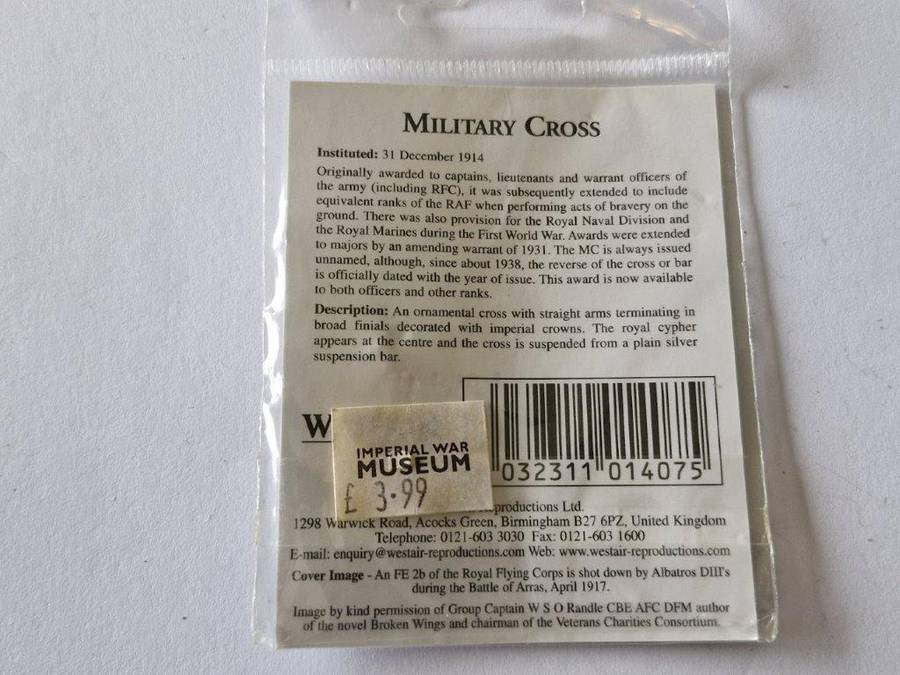 MILITARY CROSS
Instituted: 31 December 1914
Originally awarded to captains, lieutenants and warrant officers of
the army (including RFC), it was subsequently extended to include
equivalent ranks of the RAF when performing acts of bravery on the
ground. There was also provision for the Royal Naval Division and
the Royal Marines during the First World War. Awards were extended
to majors by an amending warrant of 1931. The MC is always issued
unnamed, although, since about 1938, the reverse of the cross or bar
is officially dated with the year of issue. This award is now available
to both officers and other ranks.
Description: An ornamental cross with straight arms terminating in
broad finials decorated with imperial crowns. The royal cypher
appears at the centre and the cross is suspended from a plain silver
suspension bar.
W
IMPERIAL WAR
MUSEUM
£ 3.99
032311 014075
productions Ltd.
1298 Warwick Road, Acocks Green, Birmingham B27 6PZ, United Kingdom
Telephone: 0121-603 3030 Fax: 0121-603 1600
E-mail: enquiry@westair-reproductions.com Web: www.westair-reproductions.com
Cover Image - An FE 2b of the Royal Flying Corps is shot down by Albatros DIII's
during the Battle of Arras, April 1917.
Image by kind permission of Group Captain W S O Randle CBE AFC DFM author
of the novel Broken Wings and chairman of the Veterans Charities Consortium.